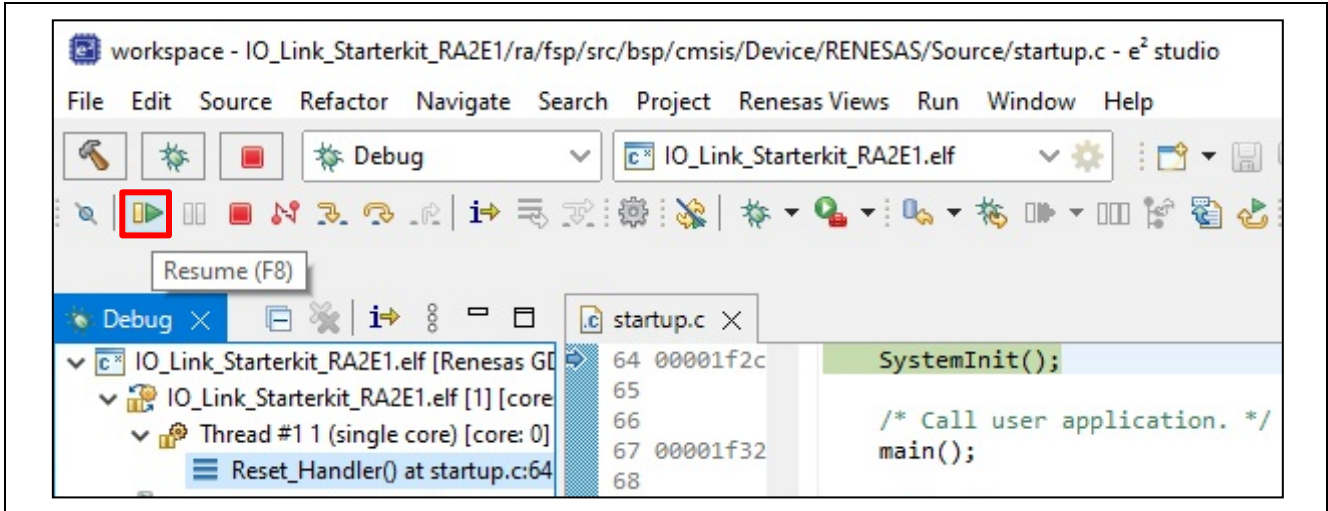 workspace - IO_Link_Starterkit_RA2E1/ra/fsp/src/bsp/cmsis/Device/RENESAS/Source/startup.c - e² studio
File Edit Source Refactor Navigate Search Project Renesas Views Run Window Help
Debug IO_Link_Starterkit_RA2E1.elf
Resume (F8)
Debug startup.c
IO_Link_Starterkit_RA2E1.elf [Renesas GD 64 00001f2c SystemInit();
IO_Link_Starterkit_RA2E1.elf [1] [core 65
66 /* Call user application. */
Thread #1 1 (single core) [core: 0] 67 00001f32 main();
Reset_Handler() at startup.c:64 68